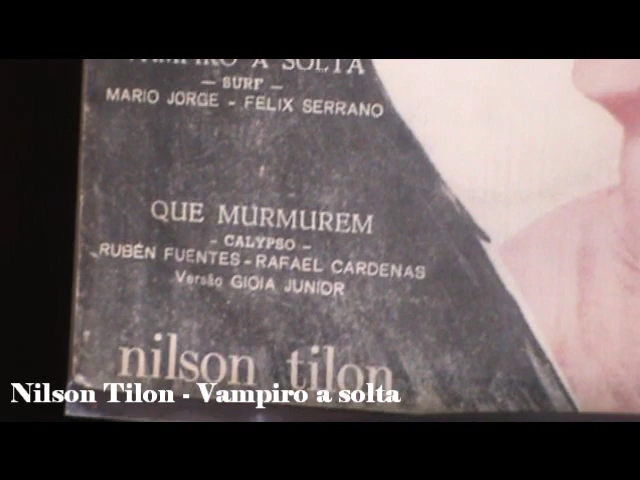 VAMPIRO A SOLTA
— SURF —
MARIO JORGE - FELIX SERRANO
QUE MURMUREM
- CALYPSO -
RUBÉN FUENTES - RAFAEL CARDENAS
Versão GIOIA JUNIOR
nilson tilon
Nilson Tilon - Vampiro a solta